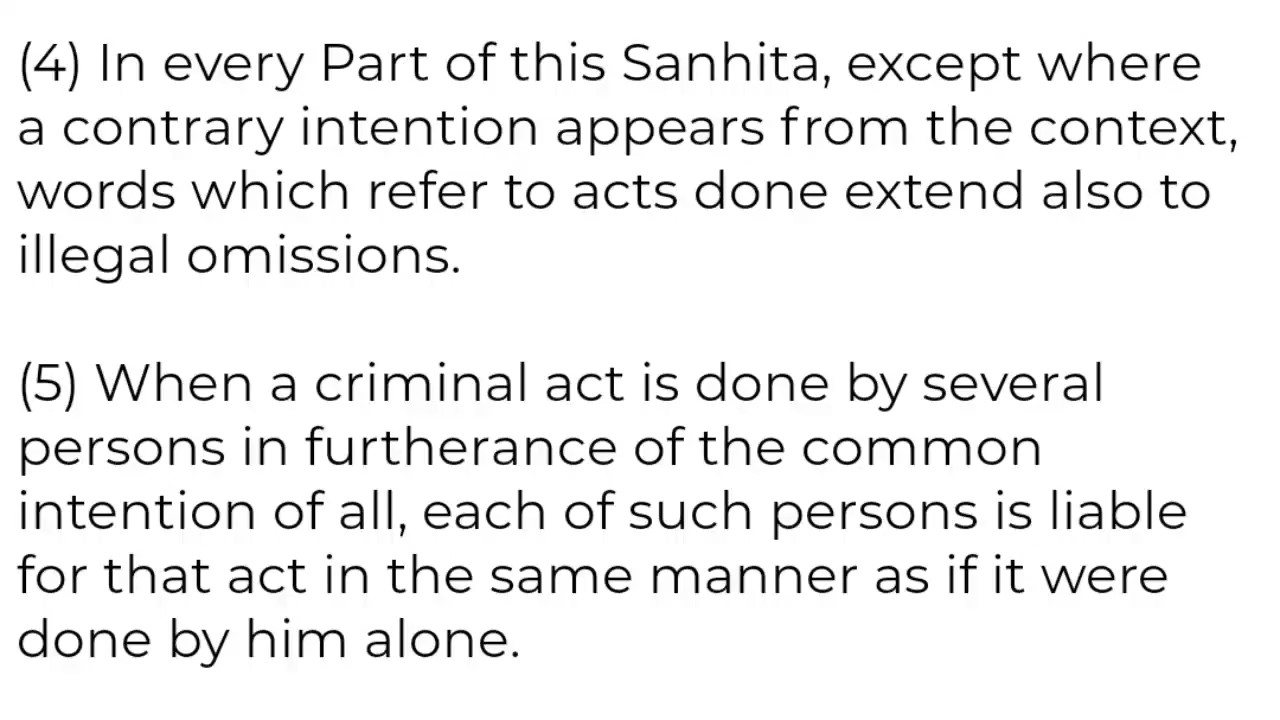 (4) In every Part of this Sanhita, except where
a contrary intention appears from the context,
words which refer to acts done extend also to
illegal omissions.
(5) When a criminal act is done by several
persons in furtherance of the common
intention of all, each of such persons is liable
for that act in the same manner as if it were
done by him alone.